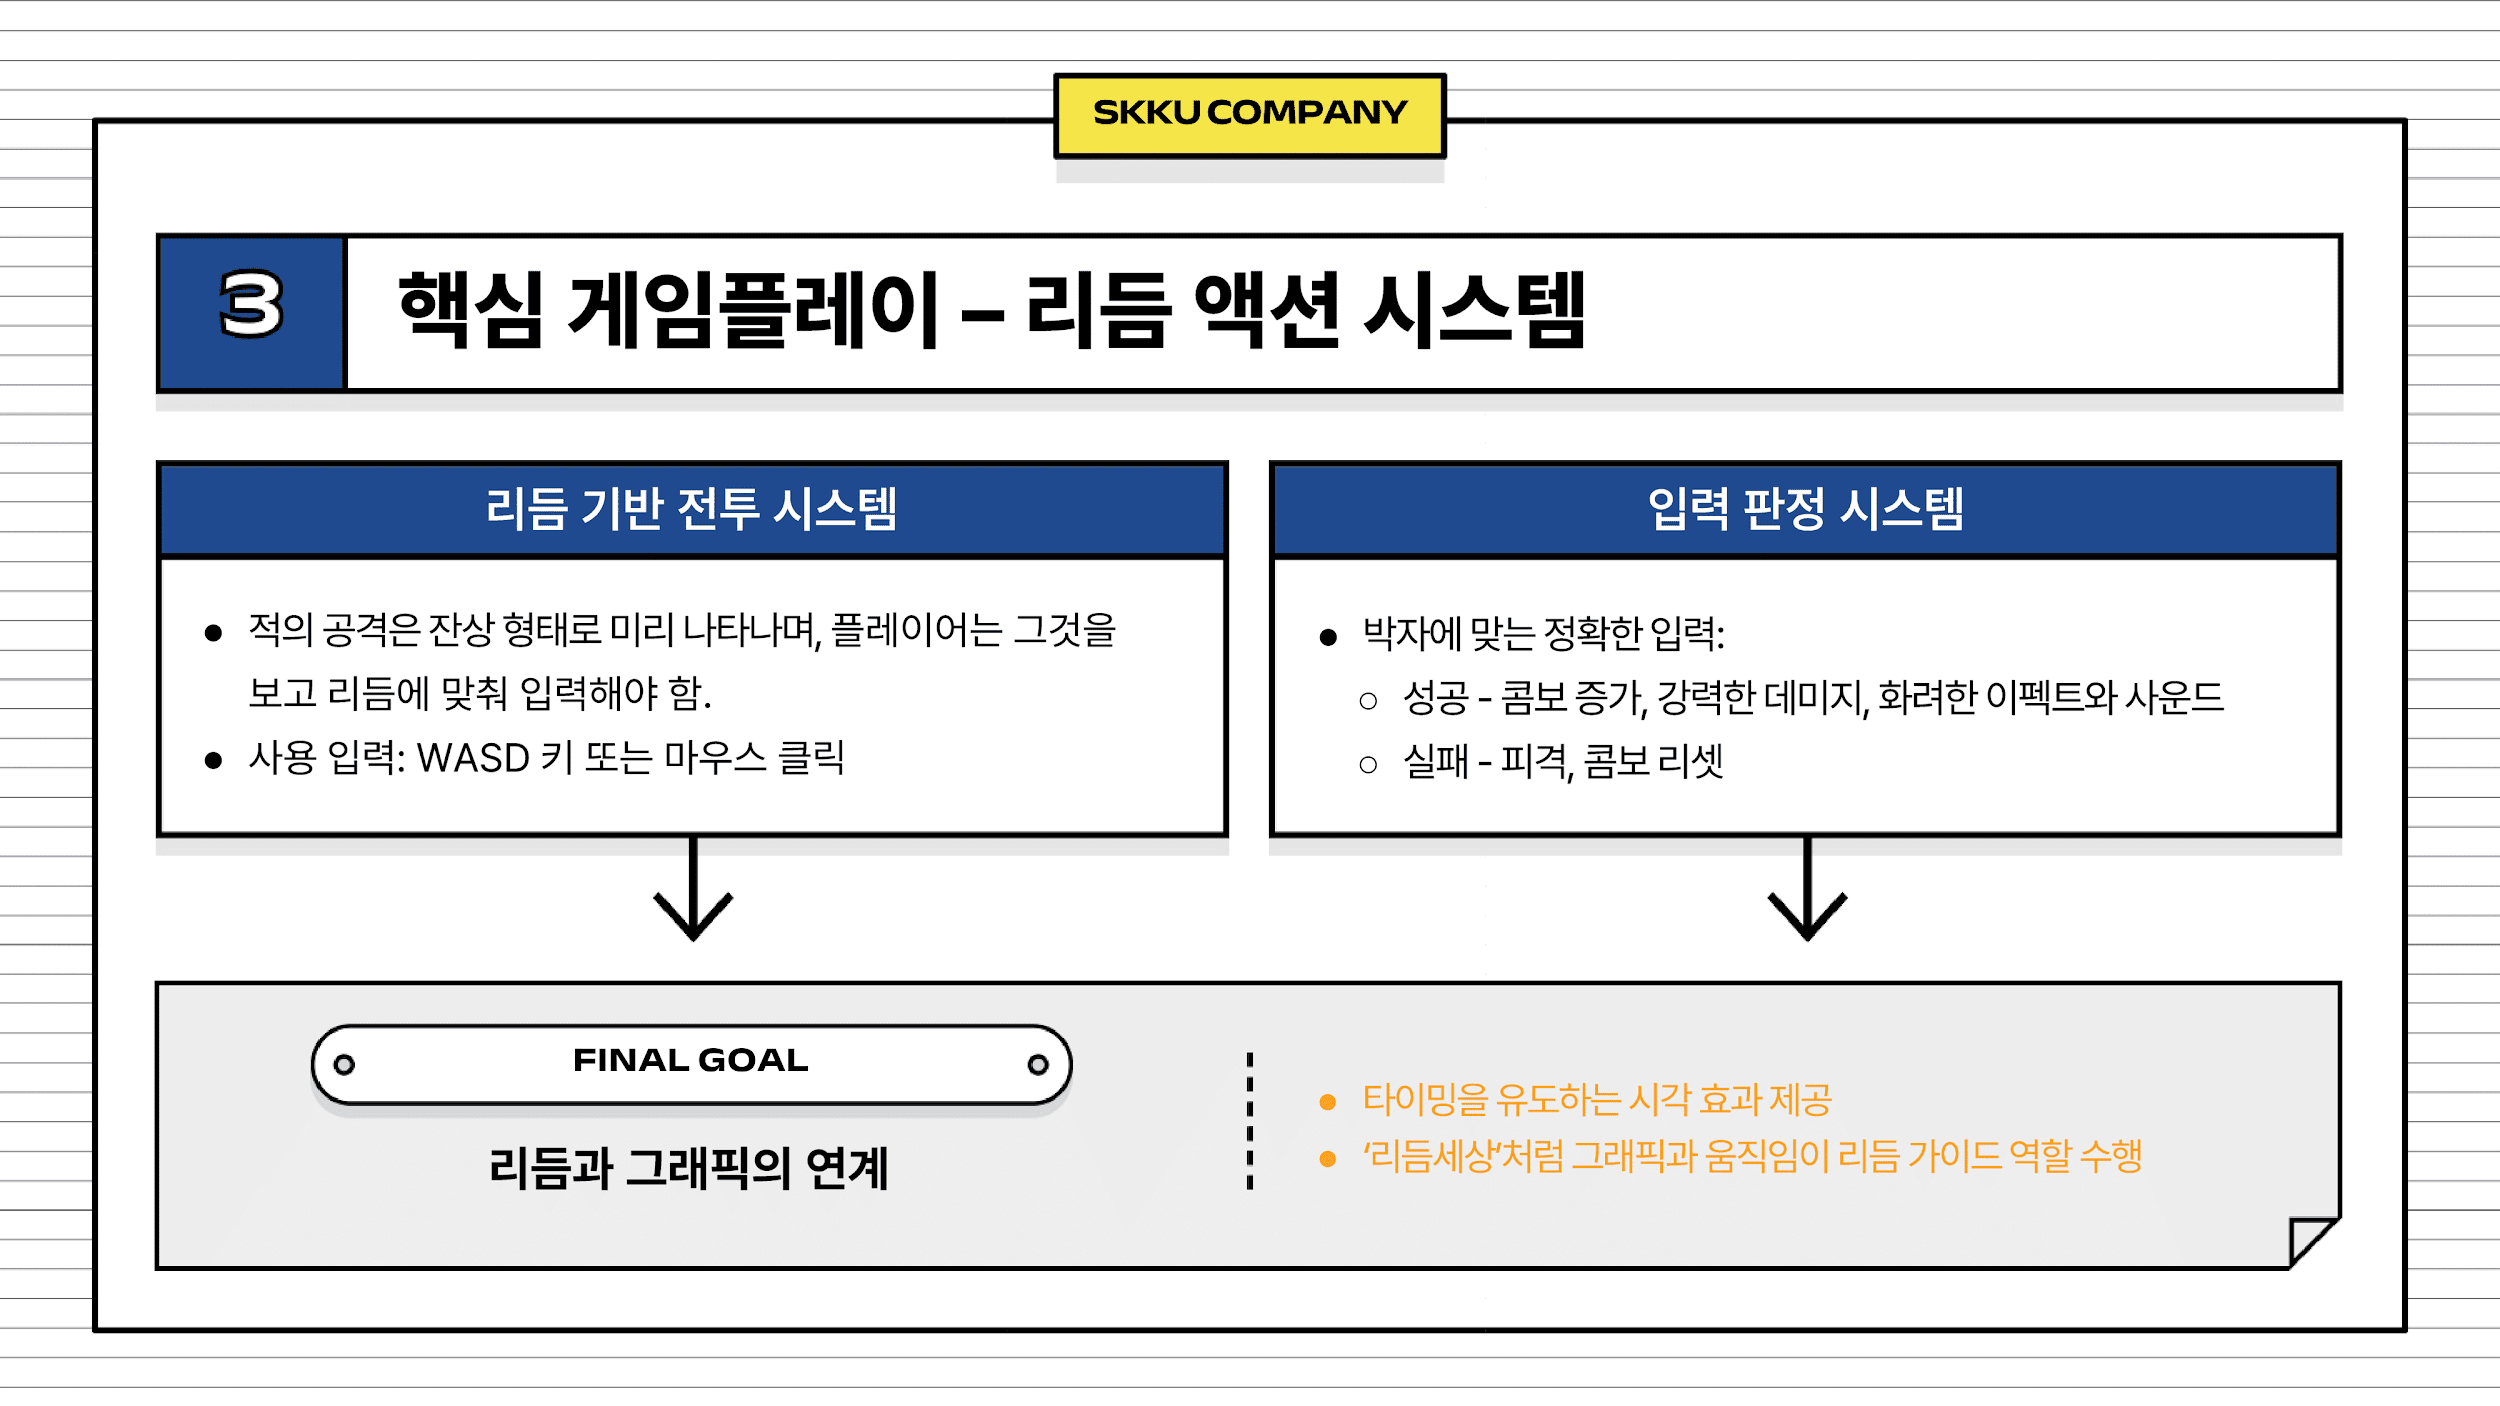 SKKU COMPANY
3
핵심 게임플레이 – 리듬 액션 시스템
리듬 기반 전투 시스템
● 적의 공격은 잔상 형태로 미리 나타나며, 플레이어는 그것을
보고 리듬에 맞춰 입력해야 함.
● 사용 입력: WASD 키 또는 마우스 클릭
입력 판정 시스템
● 박자에 맞는 정확한 입력:
○ 성공 - 콤보 증가, 강력한 데미지, 화려한 이펙트와 사운드
○ 실패 - 피격, 콤보 리셋
FINAL GOAL
리듬과 그래픽의 연계
● 타이밍을 유도하는 시각 효과 제공
● ‘리듬세상’처럼 그래픽과 움직임이 리듬 가이드 역할 수행